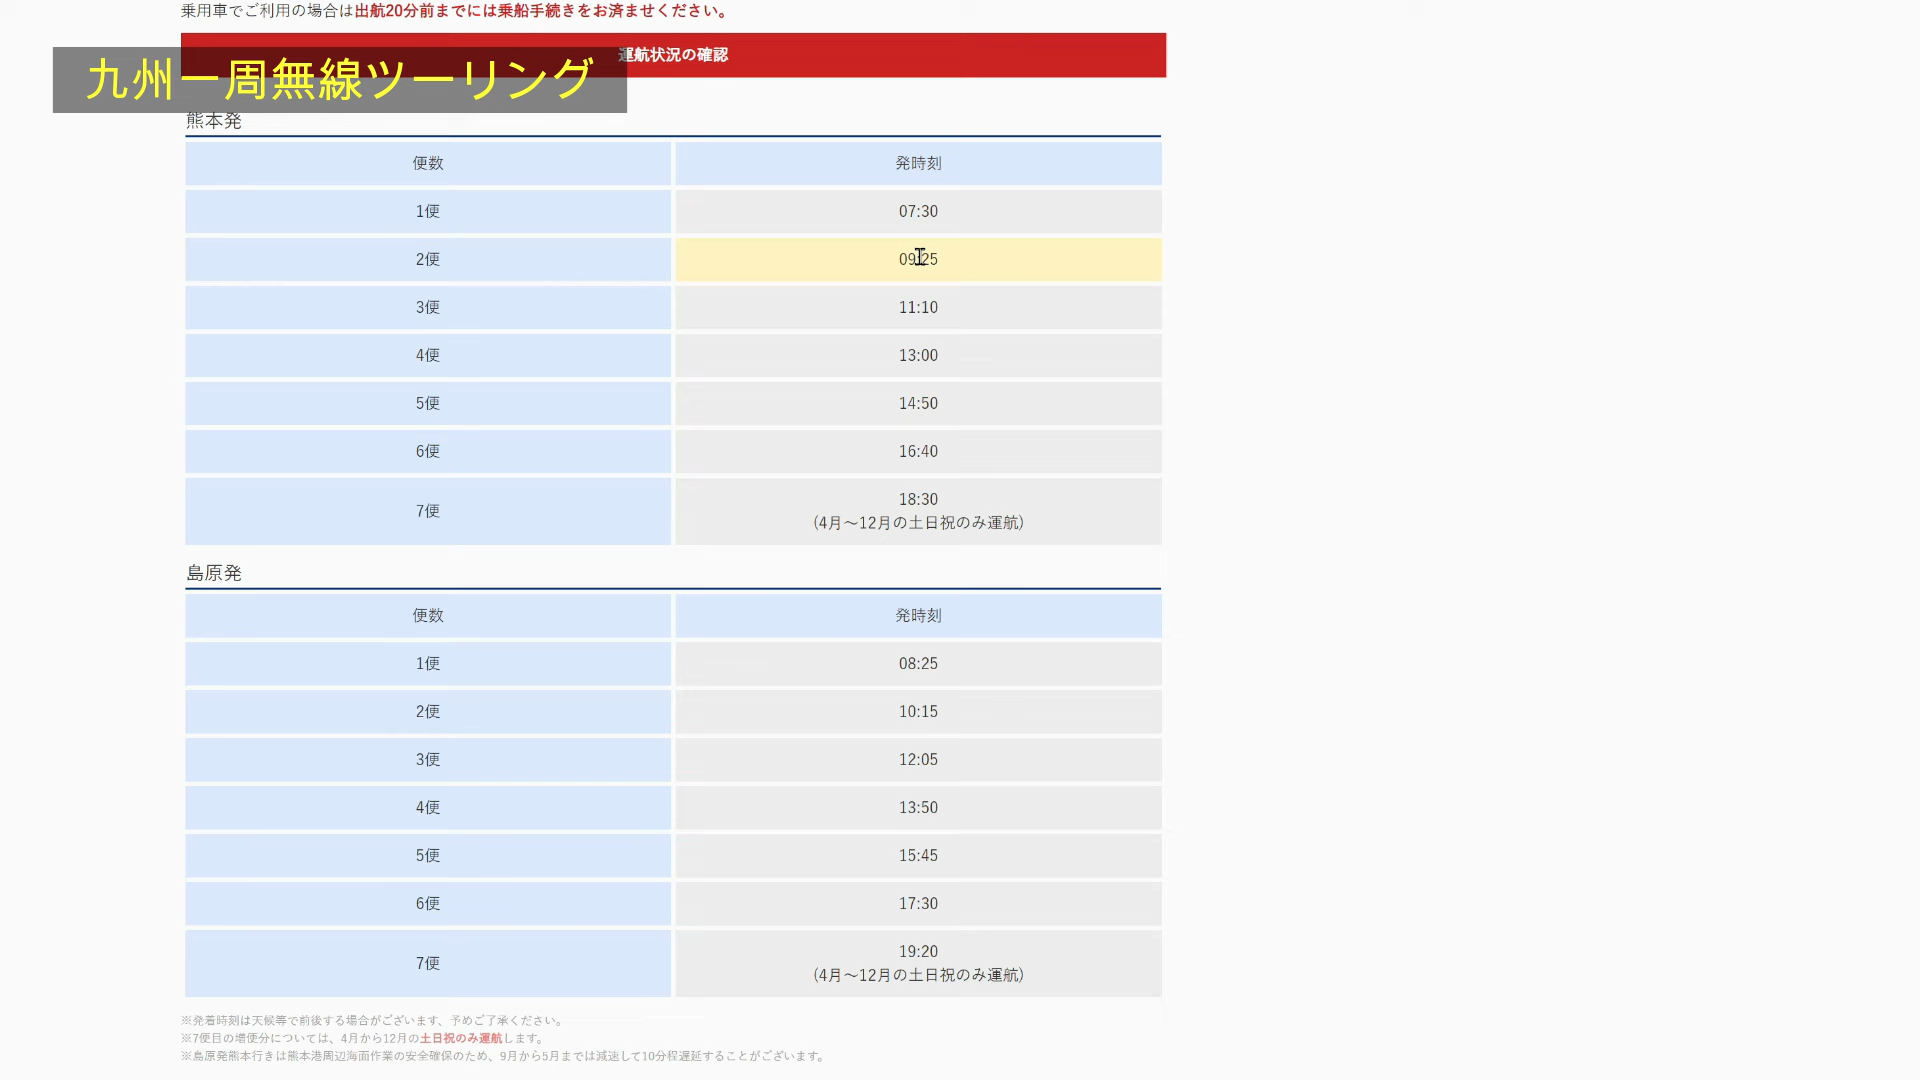 乗用車でご利用の場合は出航20分前までには乗船手続きをお済ませください。
運航状況の確認
九州一周無線ツーリング
熊本発
便数 発時刻
1便 07:30
2便 09:25
3便 11:10
4便 13:00
5便 14:50
6便 16:40
7便 18:30
(4月～12月の土日祝のみ運航)
島原発
便数 発時刻
1便 08:25
2便 10:15
3便 12:05
4便 13:50
5便 15:45
6便 17:30
7便 19:20
(4月～12月の土日祝のみ運航)
※発着時刻は天候等で前後する場合がございます、予めご了承ください。
※7便目の増便分については、4月から12月の土日祝のみ運航します。
※島原発熊本行きは熊本港周辺海面作業の安全確保のため、9月から5月までは減速して10分程遅延することがございます。